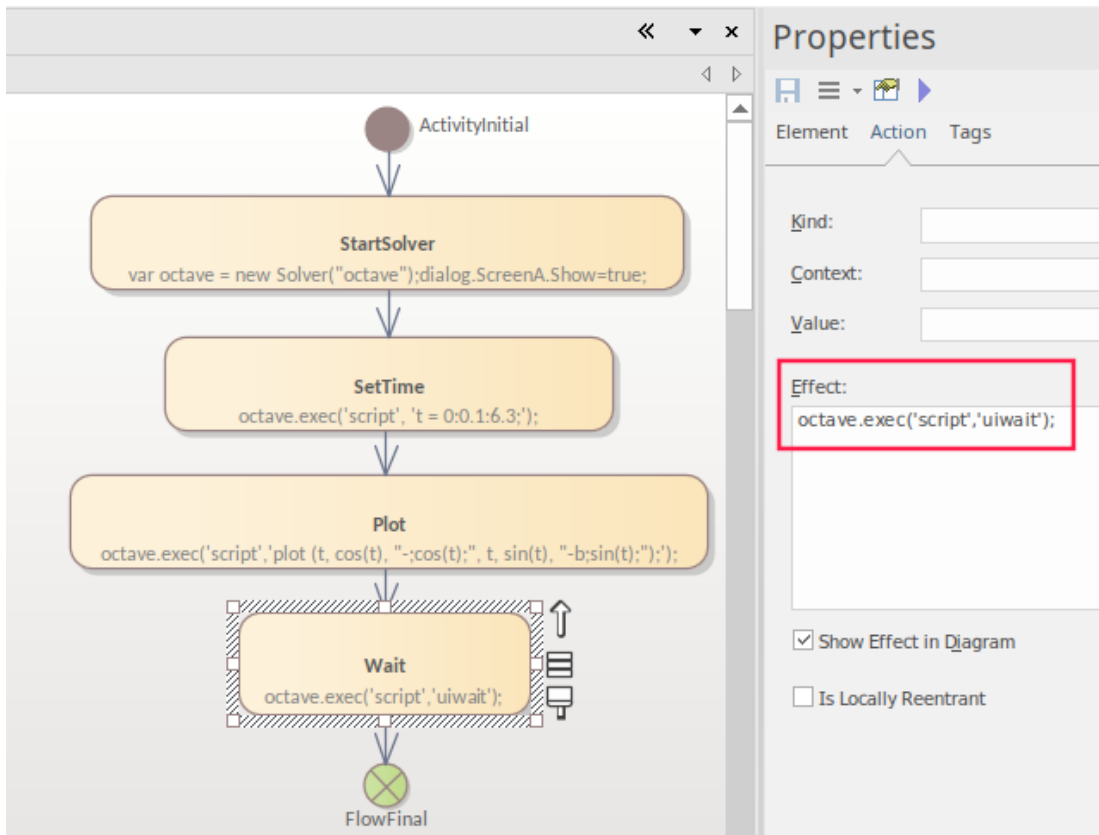 Properties
Element Action Tags
ActivityInitial
StartSolver
var octave = new Solver("octave");dialog.ScreenA.Show=true;
SetTime
octave.exec('script', 't = 0:0.1:6.3;');
Plot
octave.exec('script','plot (t, cos(t), "-;cos(t);", t, sin(t), "-b;sin(t);");');
Wait
octave.exec('script','uiwait');
FlowFinal
Kind:
Context:
Value:
Effect:
octave.exec('script','uiwait');
Show Effect in Diagram
Is Locally Reentrant